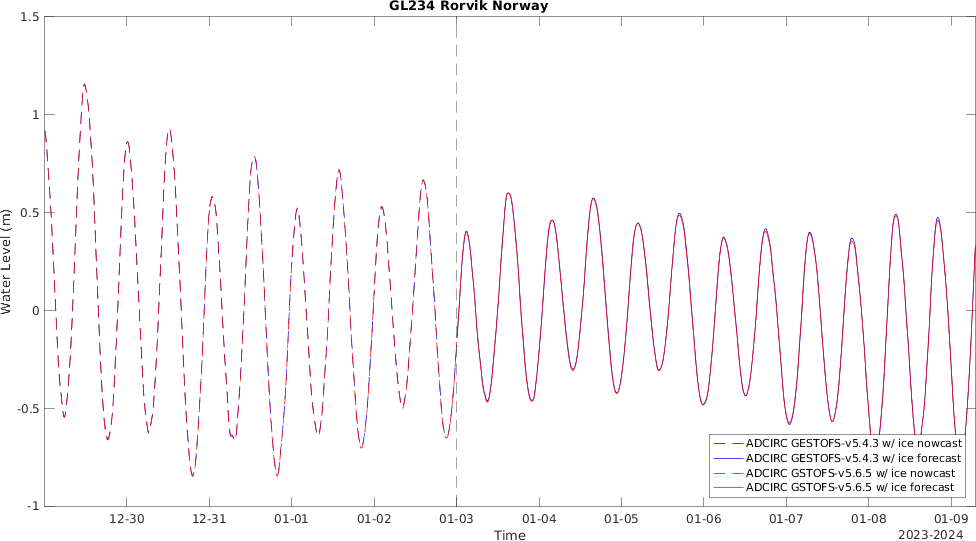 GL234 Rorvik Norway
Water Level (m)
1.5
1
0.5
0
-0.5
-1
ADCIRC GESTOFS-v5.4.3 w/ ice nowcast
ADCIRC GESTOFS-v5.4.3 w/ ice forecast
ADCIRC GSTOFS-v5.6.5 w/ ice nowcast
ADCIRC GSTOFS-v5.6.5 w/ ice forecast
12-30 12-31 01-01 01-02 01-03 01-04 01-05 01-06 01-07 01-08 01-09
Time
2023-2024